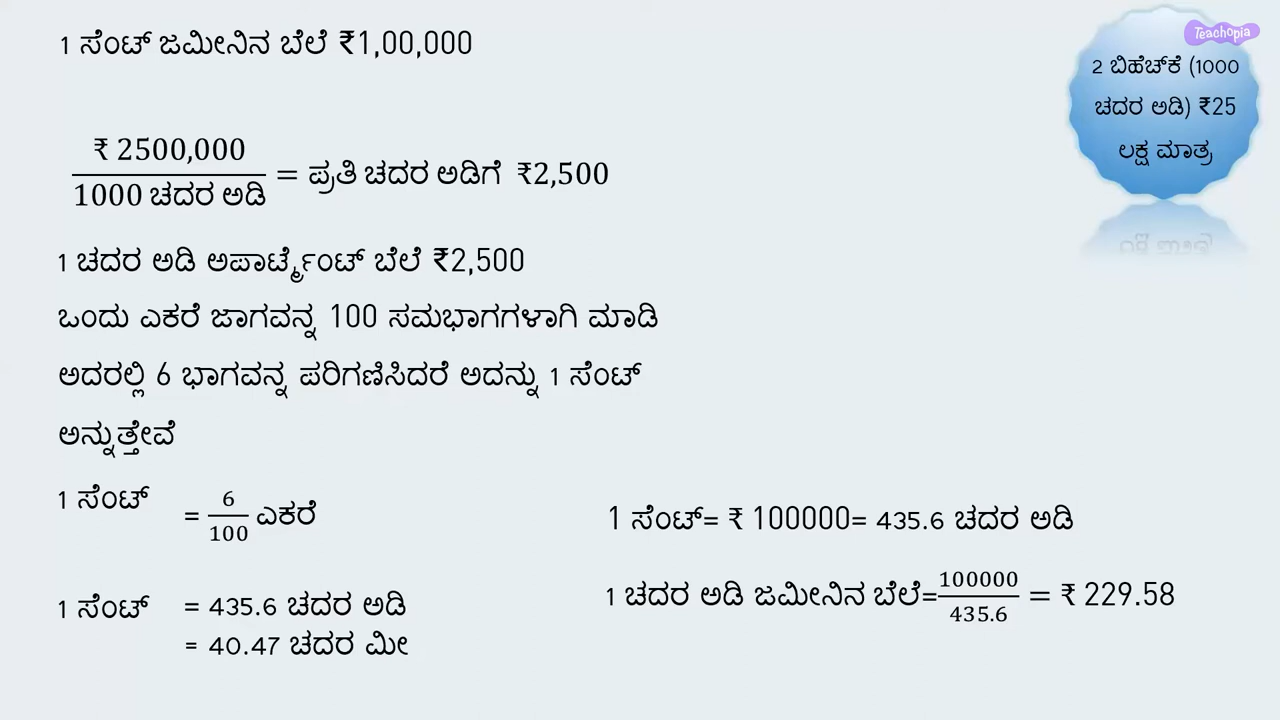 1 ಸೆಂಟ್ ಜಮೀನಿನ ಬೆಲೆ ₹1,00,000
Teachopia
2 ಬಿಹೆಚ್‌ಕೆ (1000
ಚದರ ಅಡಿ) ₹25
ಲಕ್ಷ ಮಾತ್ರ
₹ 2500,000
1000 ಚದರ ಅಡಿ
= ಪ್ರತಿ ಚದರ ಅಡಿಗೆ ₹2,500
1 ಚದರ ಅಡಿ ಅಪಾರ್ಟ್ಮೆಂಟ್ ಬೆಲೆ ₹2,500
ಒಂದು ಎಕರೆ ಜಾಗವನ್ನ 100 ಸಮಭಾಗಗಳಾಗಿ ಮಾಡಿ
ಅದರಲ್ಲಿ 6 ಭಾಗವನ್ನ ಪರಿಗಣಿಸಿದರೆ ಅದನ್ನು 1 ಸೆಂಟ್
ಅನ್ನುತ್ತೇವೆ
1 ಸೆಂಟ್ = 6/100 ಎಕರೆ
1 ಸೆಂಟ್ = 435.6 ಚದರ ಅಡಿ
= 40.47 ಚದರ ಮೀ
1 ಸೆಂಟ್= ₹ 100000= 435.6 ಚದರ ಅಡಿ
1 ಚದರ ಅಡಿ ಜಮೀನಿನ ಬೆಲೆ=100000/435.6 = ₹ 229.58